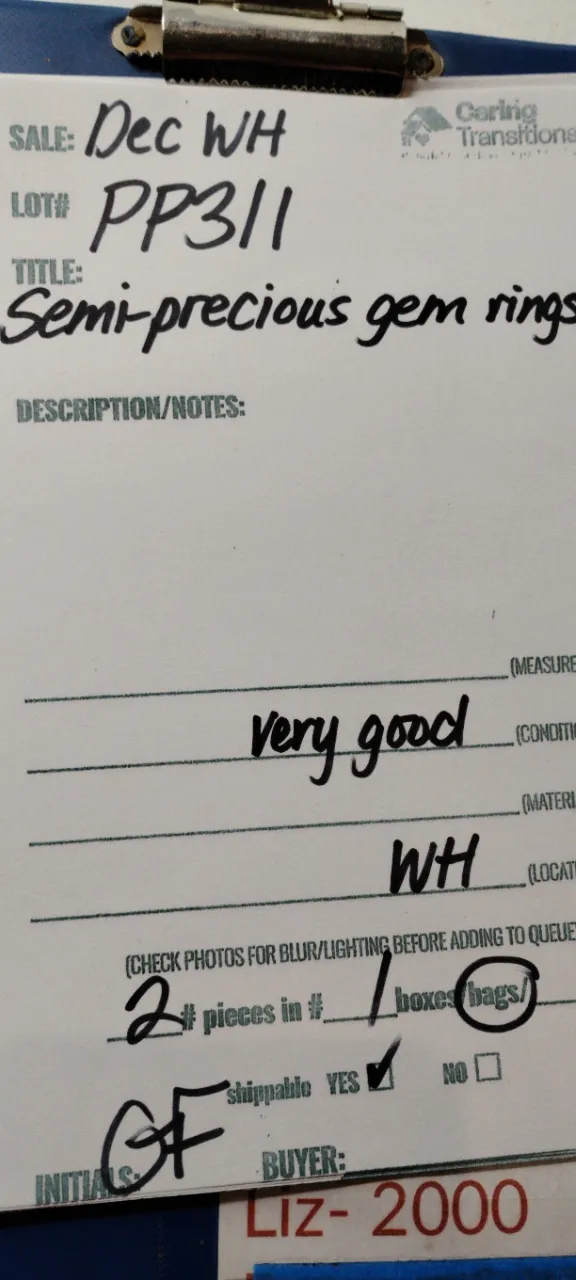 SALE: Dec WH
Caring
Transitions
LOT# PP311
TITLE:
Semi-precious gem rings
DESCRIPTION/NOTES:
(MEASURE
very good (CONDITI
(MATERI
WH (LOCAT
(CHECK PHOTOS FOR BLUR/LIGHTING BEFORE ADDING TO QUEUE
2 # pieces in # 1 boxes/bags/
shippable YES ✔ NO
GF
INITIALS: BUYER:
Liz- 2000